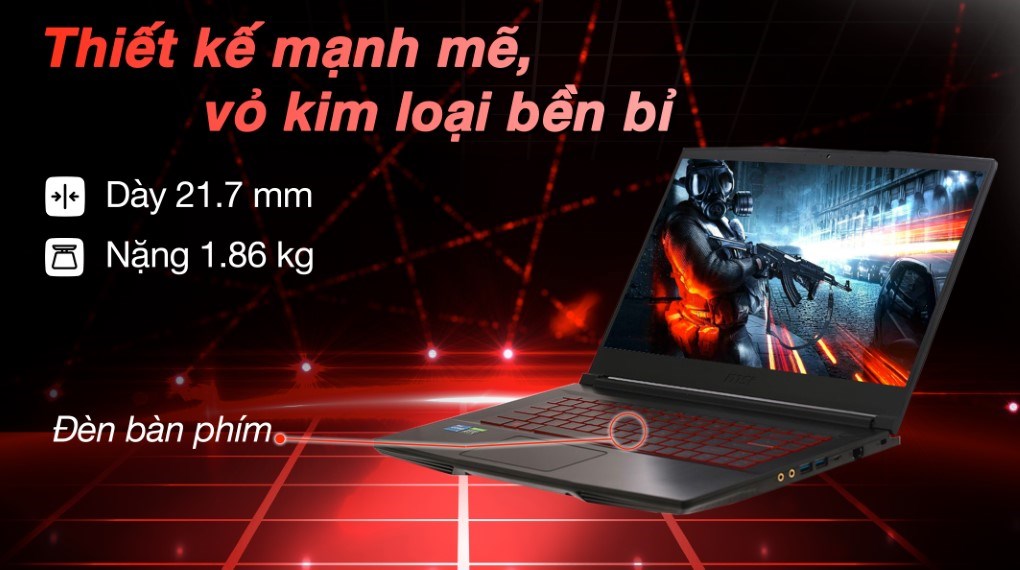 Thiết kế mạnh mẽ,
vỏ kim loại bền bỉ
Dày 21.7 mm
Nặng 1.86 kg
Đèn bàn phím